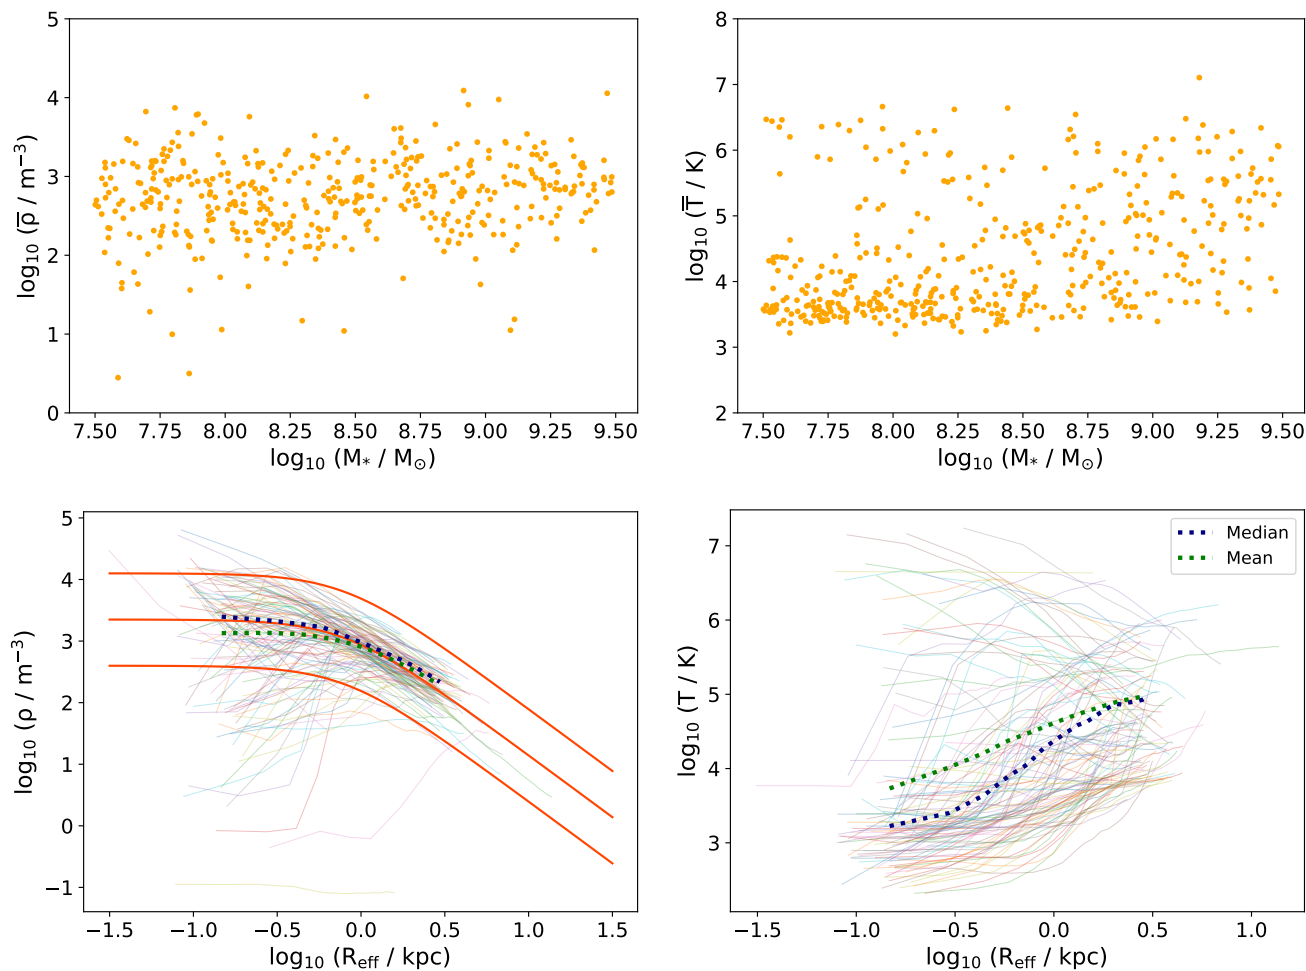 5
4
3
2
1
0
log₁₀ (ρ̅ / m⁻³)
7.50 7.75 8.00 8.25 8.50 8.75 9.00 9.25 9.50
log₁₀ (M* / M⊙)
8
7
6
5
4
3
2
log₁₀ (T̅ / K)
7.50 7.75 8.00 8.25 8.50 8.75 9.00 9.25 9.50
log₁₀ (M* / M⊙)
5
4
3
2
1
0
−1
log₁₀ (ρ / m⁻³)
−1.5 −1.0 −0.5 0.0 0.5 1.0 1.5
log₁₀ (R_eff / kpc)
Median
Mean
7
6
5
4
3
log₁₀ (T / K)
−1.5 −1.0 −0.5 0.0 0.5 1.0
log₁₀ (R_eff / kpc)